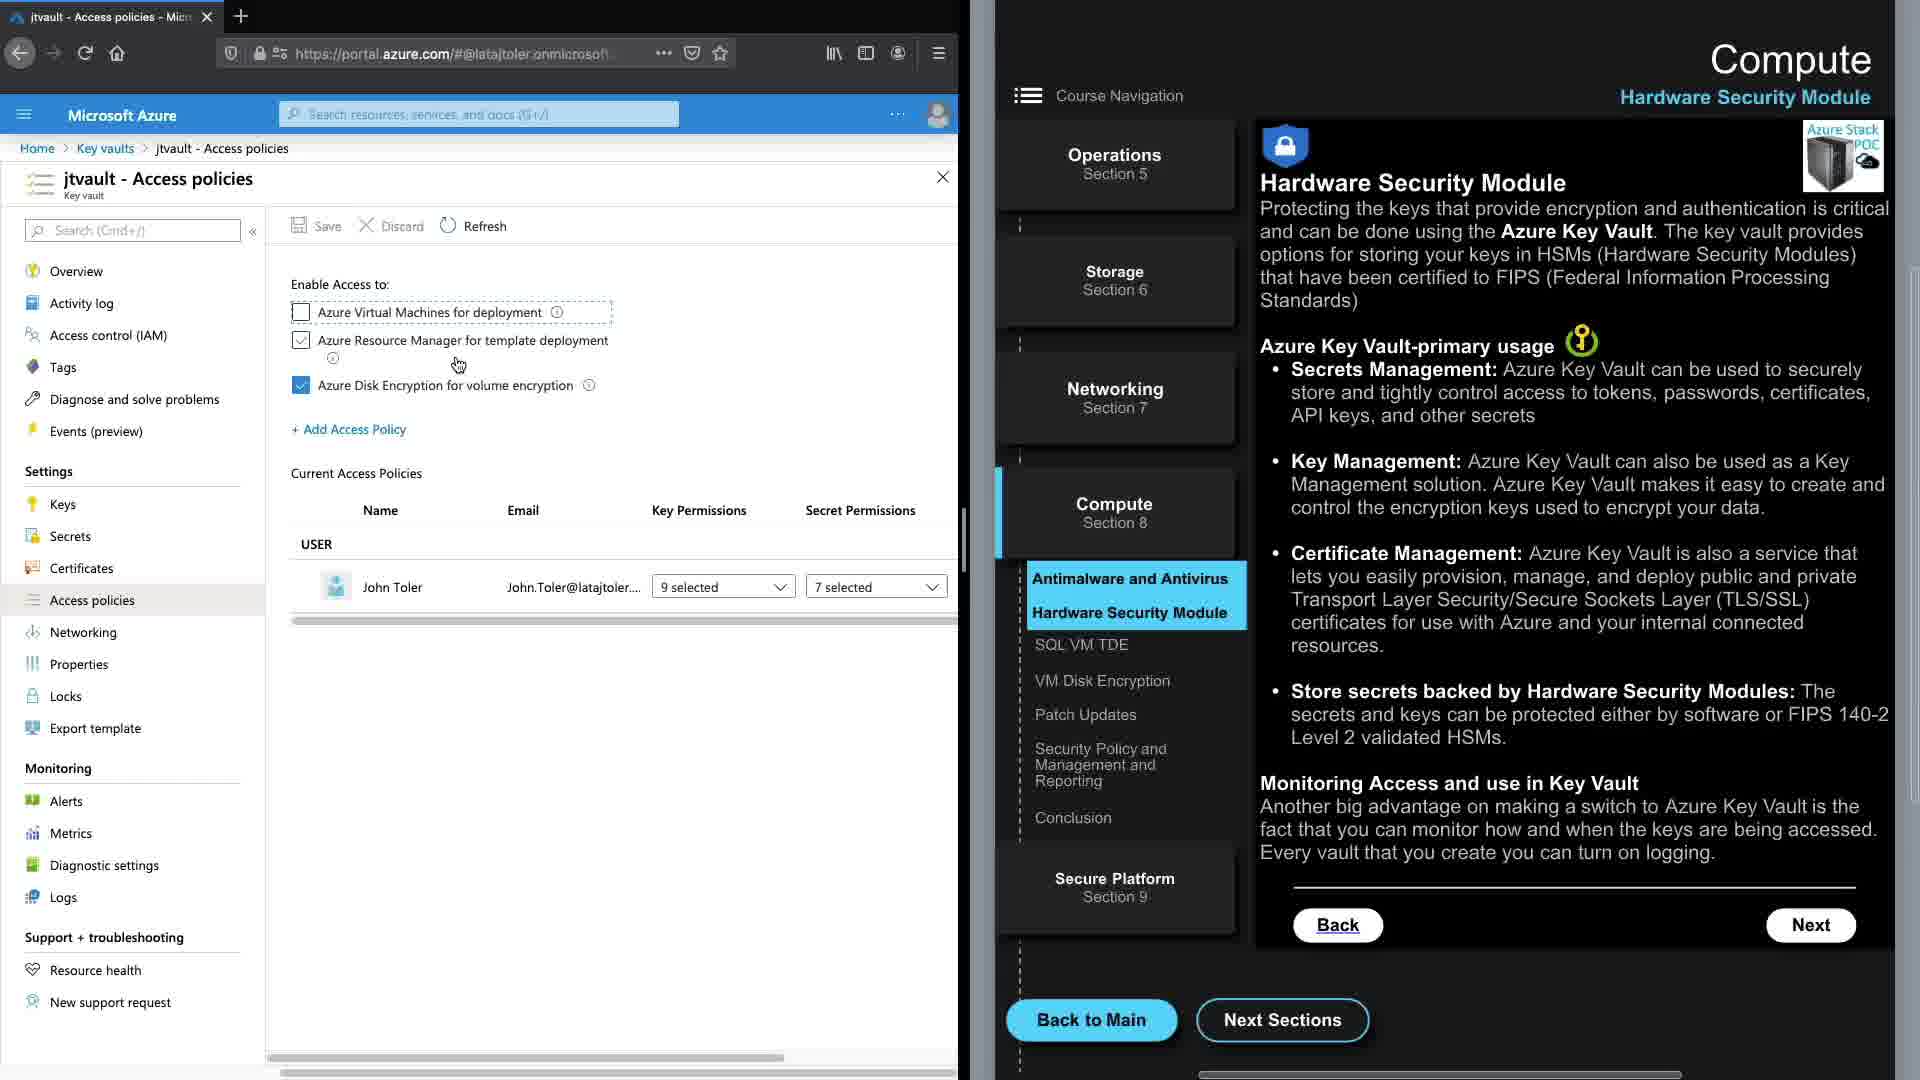 jtvault - Access policies - Micr
https://portal.azure.com/#@latajtoler.onmicrosoft
Microsoft Azure
Search resources, services, and docs (G+/)
Home > Key vaults > jtvault - Access policies
jtvault - Access policies
Key vault
Search (Cmd+/)
Overview
Activity log
Access control (IAM)
Tags
Diagnose and solve problems
Events (preview)
Settings
Keys
Secrets
Certificates
Access policies
Networking
Properties
Locks
Export template
Monitoring
Alerts
Metrics
Diagnostic settings
Logs
Support + troubleshooting
Resource health
New support request
Save Discard Refresh
Enable Access to:
Azure Virtual Machines for deployment
Azure Resource Manager for template deployment
Azure Disk Encryption for volume encryption
+ Add Access Policy
Current Access Policies
Name Email Key Permissions Secret Permissions
USER
John Toler John.Toler@latajtoler.... 9 selected 7 selected
Compute
Hardware Security Module
Course Navigation
Operations
Section 5
Storage
Section 6
Networking
Section 7
Compute
Section 8
Antimalware and Antivirus
Hardware Security Module
SQL VM TDE
VM Disk Encryption
Patch Updates
Security Policy and
Management and
Reporting
Conclusion
Secure Platform
Section 9
Azure Stack
POC
Hardware Security Module
Protecting the keys that provide encryption and authentication is critical
and can be done using the Azure Key Vault. The key vault provides
options for storing your keys in HSMs (Hardware Security Modules)
that have been certified to FIPS (Federal Information Processing
Standards)
Azure Key Vault-primary usage
• Secrets Management: Azure Key Vault can be used to securely
store and tightly control access to tokens, passwords, certificates,
API keys, and other secrets
• Key Management: Azure Key Vault can also be used as a Key
Management solution. Azure Key Vault makes it easy to create and
control the encryption keys used to encrypt your data.
• Certificate Management: Azure Key Vault is also a service that
lets you easily provision, manage, and deploy public and private
Transport Layer Security/Secure Sockets Layer (TLS/SSL)
certificates for use with Azure and your internal connected
resources.
• Store secrets backed by Hardware Security Modules: The
secrets and keys can be protected either by software or FIPS 140-2
Level 2 validated HSMs.
Monitoring Access and use in Key Vault
Another big advantage on making a switch to Azure Key Vault is the
fact that you can monitor how and when the keys are being accessed.
Every vault that you create you can turn on logging.
Back
Next
Back to Main
Next Sections